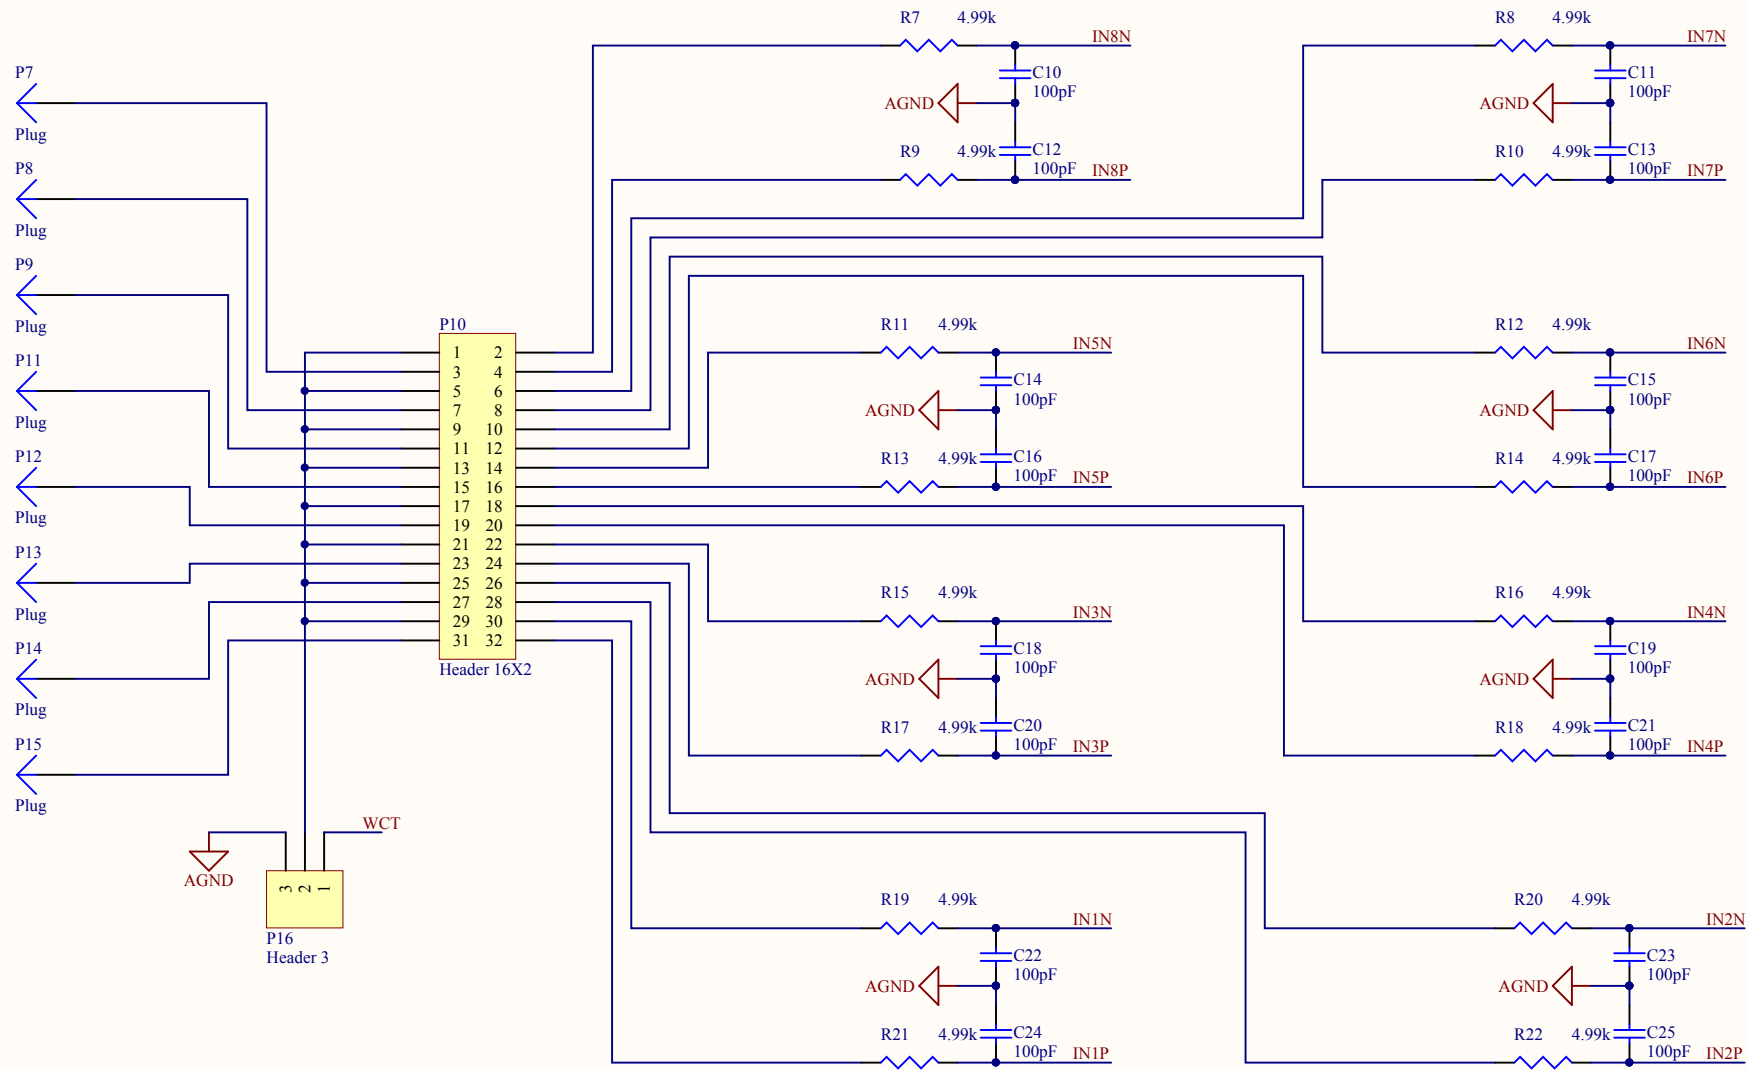 P7
Plug
P8
Plug
P9
Plug
P11
Plug
P12
Plug
P13
Plug
P14
Plug
P15
Plug
P10
1 2
3 4
5 6
7 8
9 10
11 12
13 14
15 16
17 18
19 20
21 22
23 24
25 26
27 28
29 30
31 32
Header 16X2
WCT
AGND
3 2 1
P16
Header 3
R7 4.99k
IN8N
C10
100pF
AGND
R9 4.99k
C12
100pF
IN8P
R8 4.99k
IN7N
C11
100pF
AGND
R10 4.99k
C13
100pF
IN7P
R11 4.99k
IN5N
C14
100pF
AGND
R13 4.99k
C16
100pF
IN5P
R12 4.99k
IN6N
C15
100pF
AGND
R14 4.99k
C17
100pF
IN6P
R15 4.99k
IN3N
C18
100pF
AGND
R17 4.99k
C20
100pF
IN3P
R16 4.99k
IN4N
C19
100pF
AGND
R18 4.99k
C21
100pF
IN4P
R19 4.99k
IN1N
C22
100pF
AGND
R21 4.99k
C24
100pF
IN1P
R20 4.99k
IN2N
C23
100pF
AGND
R22 4.99k
C25
100pF
IN2P